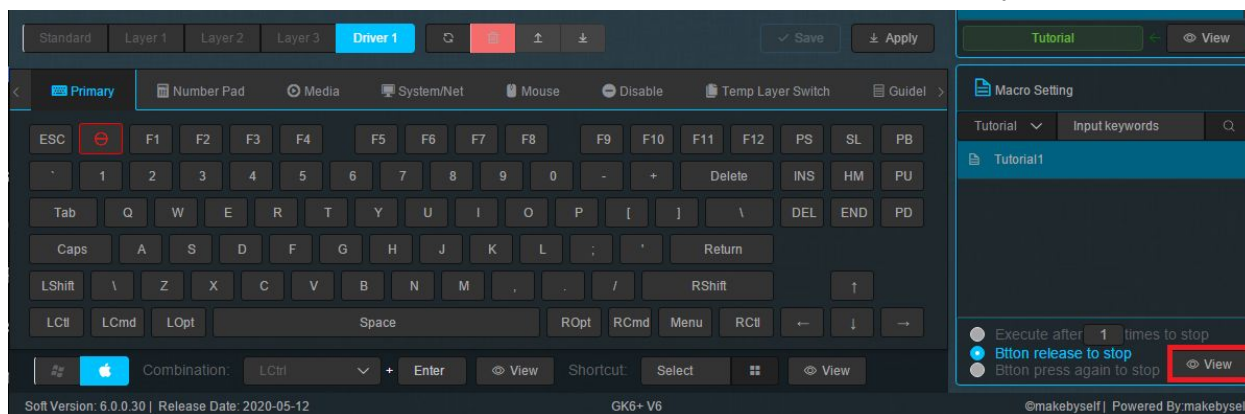 Standard Layer 1 Layer 2 Layer 3 Driver 1 Save Apply
Tutorial View
Primary Number Pad Media System/Net Mouse Disable Temp Layer Switch Guidel
Macro Setting
Tutorial Input keywords
Tutorial1
ESC F1 F2 F3 F4 F5 F6 F7 F8 F9 F10 F11 F12 PS SL PB
` 1 2 3 4 5 6 7 8 9 0 - + Delete INS HM PU
Tab Q W E R T Y U I O P [ ] \ DEL END PD
Caps A S D F G H J K L ; ' Return
LShift \ Z X C V B N M , . / RShift ↑
LCtl LCmd LOpt Space ROpt RCmd Menu RCtl ← ↓ →
Execute after 1 times to stop
Btton release to stop
Btton press again to stop
View
Combination: LCtrl + Enter View Shortcut: Select View
Soft Version: 6.0.0.30 | Release Date: 2020-05-12 GK6+ V6 ©makebyself | Powered By:makebysel